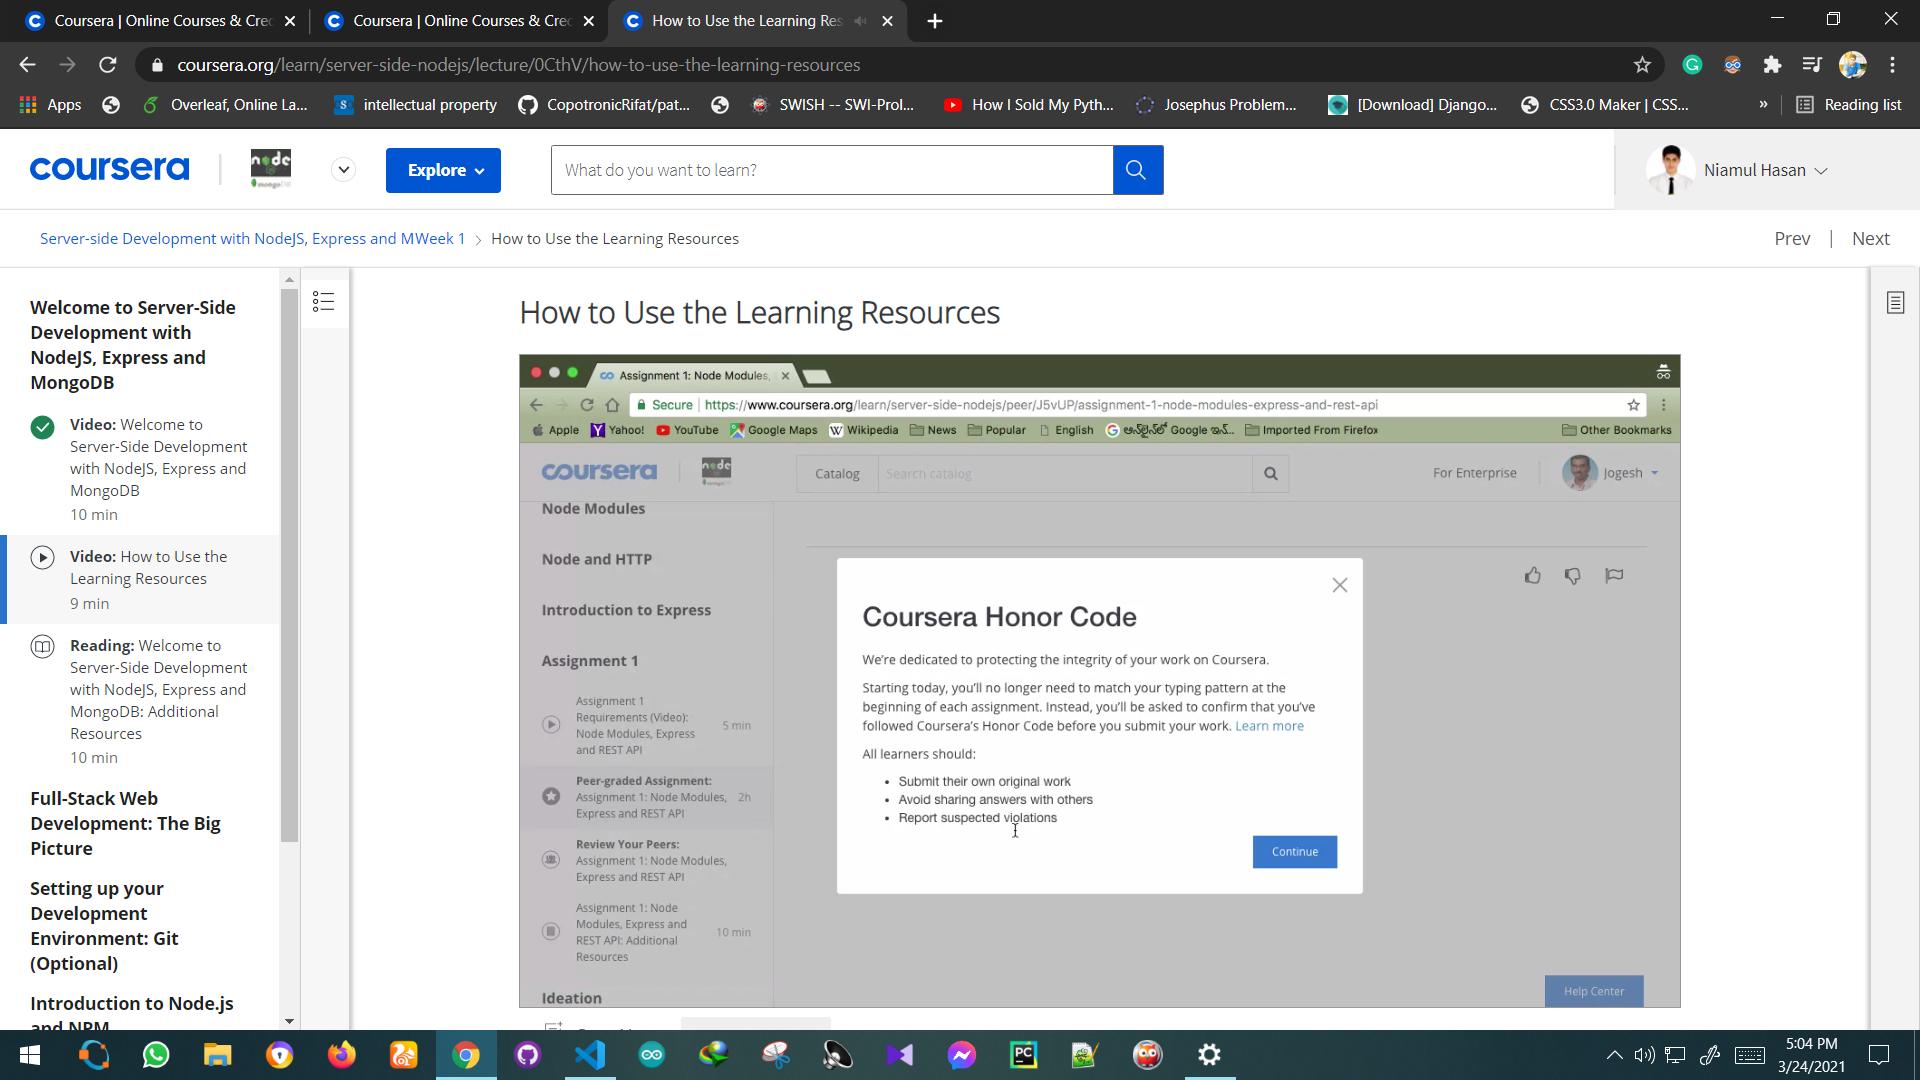 Coursera | Online Courses & Cre
Coursera | Online Courses & Cre
How to Use the Learning Res
coursera.org/learn/server-side-nodejs/lecture/0CthV/how-to-use-the-learning-resources
Apps
Overleaf, Online La...
intellectual property
CopotronicRifat/pat...
SWISH -- SWI-Prol...
How I Sold My Pyth...
Josephus Problem...
[Download] Django...
CSS3.0 Maker | CSS...
»
Reading list
coursera
node
mongoDB
Explore
What do you want to learn?
Niamul Hasan
Server-side Development with NodeJS, Express and MWeek 1
How to Use the Learning Resources
Prev | Next
Welcome to Server-Side
Development with
NodeJS, Express and
MongoDB
Video: Welcome to
Server-Side Development
with NodeJS, Express and
MongoDB
10 min
Video: How to Use the
Learning Resources
9 min
Reading: Welcome to
Server-Side Development
with NodeJS, Express and
MongoDB: Additional
Resources
10 min
Full-Stack Web
Development: The Big
Picture
Setting up your
Development
Environment: Git
(Optional)
Introduction to Node.js
and NPM
How to Use the Learning Resources
Assignment 1: Node Modules,
Secure
https://www.coursera.org/learn/server-side-nodejs/peer/J5vUP/assignment-1-node-modules-express-and-rest-api
Apple
Yahoo!
YouTube
Google Maps
Wikipedia
News
Popular
English
Google
Imported From Firefox
Other Bookmarks
coursera
node
Catalog
Search catalog
For Enterprise
Jogesh
Node Modules
Node and HTTP
Introduction to Express
Assignment 1
Assignment 1
Requirements (Video):
Node Modules, Express
and REST API
5 min
Peer-graded Assignment:
Assignment 1: Node Modules,
Express and REST API
2h
Review Your Peers:
Assignment 1: Node Modules,
Express and REST API
Assignment 1: Node
Modules, Express and
REST API: Additional
Resources
10 min
Ideation
Coursera Honor Code
We're dedicated to protecting the integrity of your work on Coursera.
Starting today, you'll no longer need to match your typing pattern at the
beginning of each assignment. Instead, you'll be asked to confirm that you've
followed Coursera's Honor Code before you submit your work. Learn more
All learners should:
• Submit their own original work
• Avoid sharing answers with others
• Report suspected violations
Continue
Help Center
PC
5:04 PM
3/24/2021